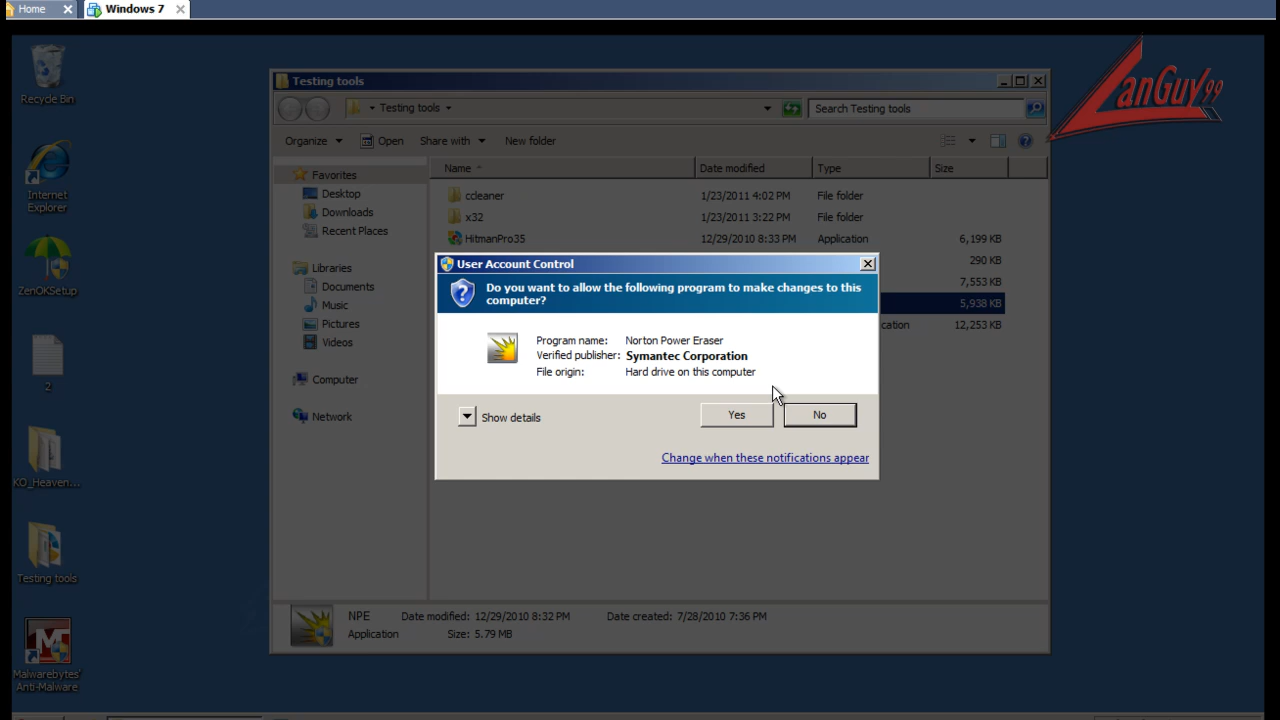 Home
Windows 7
LanGuy99
Recycle Bin
Internet
Explorer
ZenOKSetup
2
KO_Heaven...
Testing tools
Malwarebytes'
Anti-Malware
Testing tools
Testing tools
Search Testing tools
Organize Open Share with New folder
Name Date modified Type Size
Favorites
Desktop
Downloads
Recent Places
Libraries
Documents
Music
Pictures
Videos
Computer
Network
ccleaner 1/23/2011 4:02 PM File folder
x32 1/23/2011 3:22 PM File folder
HitmanPro35 12/29/2010 8:33 PM Application 6,199 KB
290 KB
7,553 KB
5,938 KB
cation 12,253 KB
User Account Control
Do you want to allow the following program to make changes to this
computer?
Program name: Norton Power Eraser
Verified publisher: Symantec Corporation
File origin: Hard drive on this computer
Show details
Yes
No
Change when these notifications appear
NPE Date modified: 12/29/2010 8:32 PM Date created: 7/28/2010 7:36 PM
Application Size: 5.79 MB